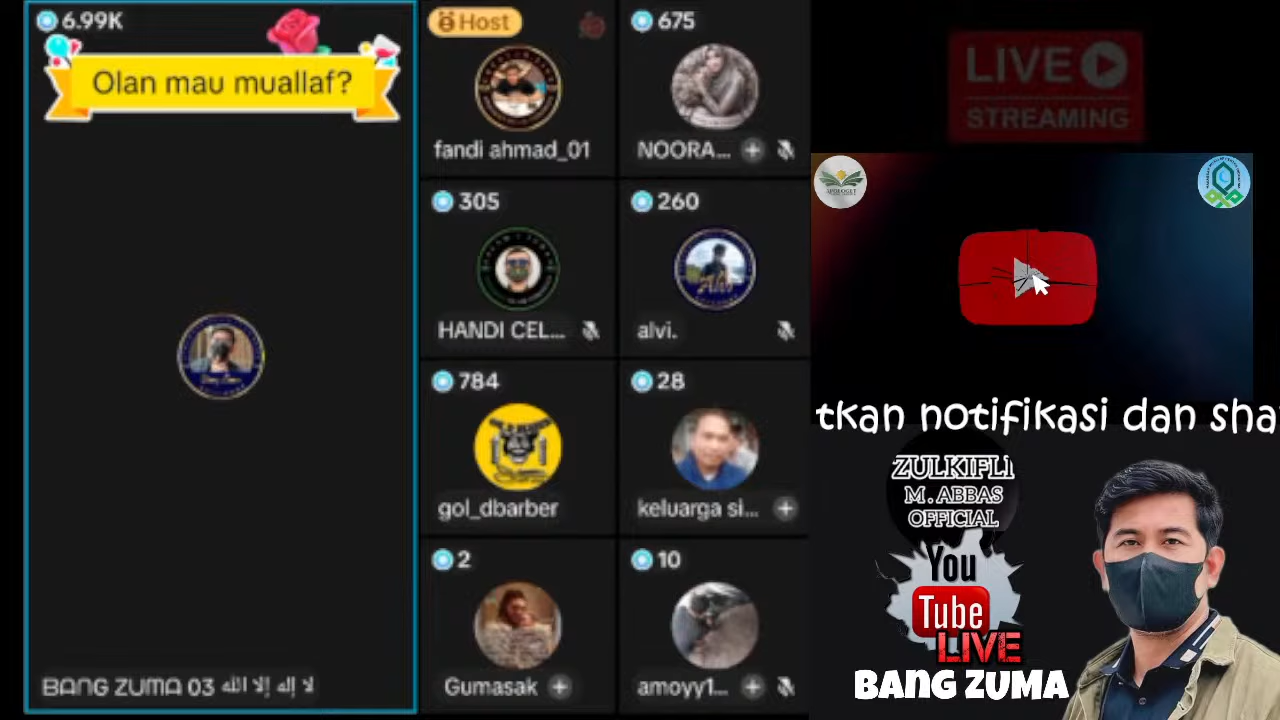 6.99K
Olan mau muallaf?
BANG ZUMA 03 لا إله إلا الله
Host
fandi ahmad_01
675
NOORA...
305
HANDI CEL...
260
alvi.
784
gol_dbarber
28
keluarga si...
2
Gumasak
10
amoyy1...
LIVE
STREAMING
tkan notifikasi dan sha
ZULKIFLI
M. ABBAS
OFFICIAL
You
Tube
LIVE
BANG ZUMA